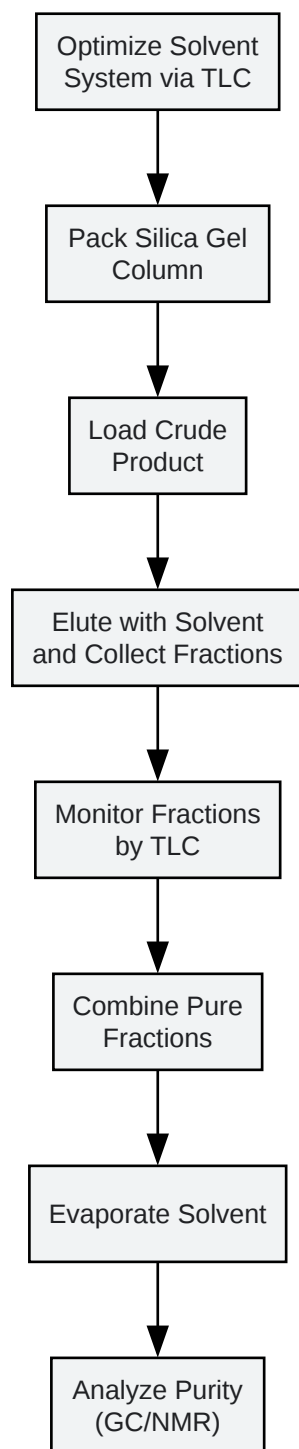 Optimize Solvent
System via TLC
Pack Silica Gel
Column
Load Crude
Product
Elute with Solvent
and Collect Fractions
Monitor Fractions
by TLC
Combine Pure
Fractions
Evaporate Solvent
Analyze Purity
(GC/NMR)